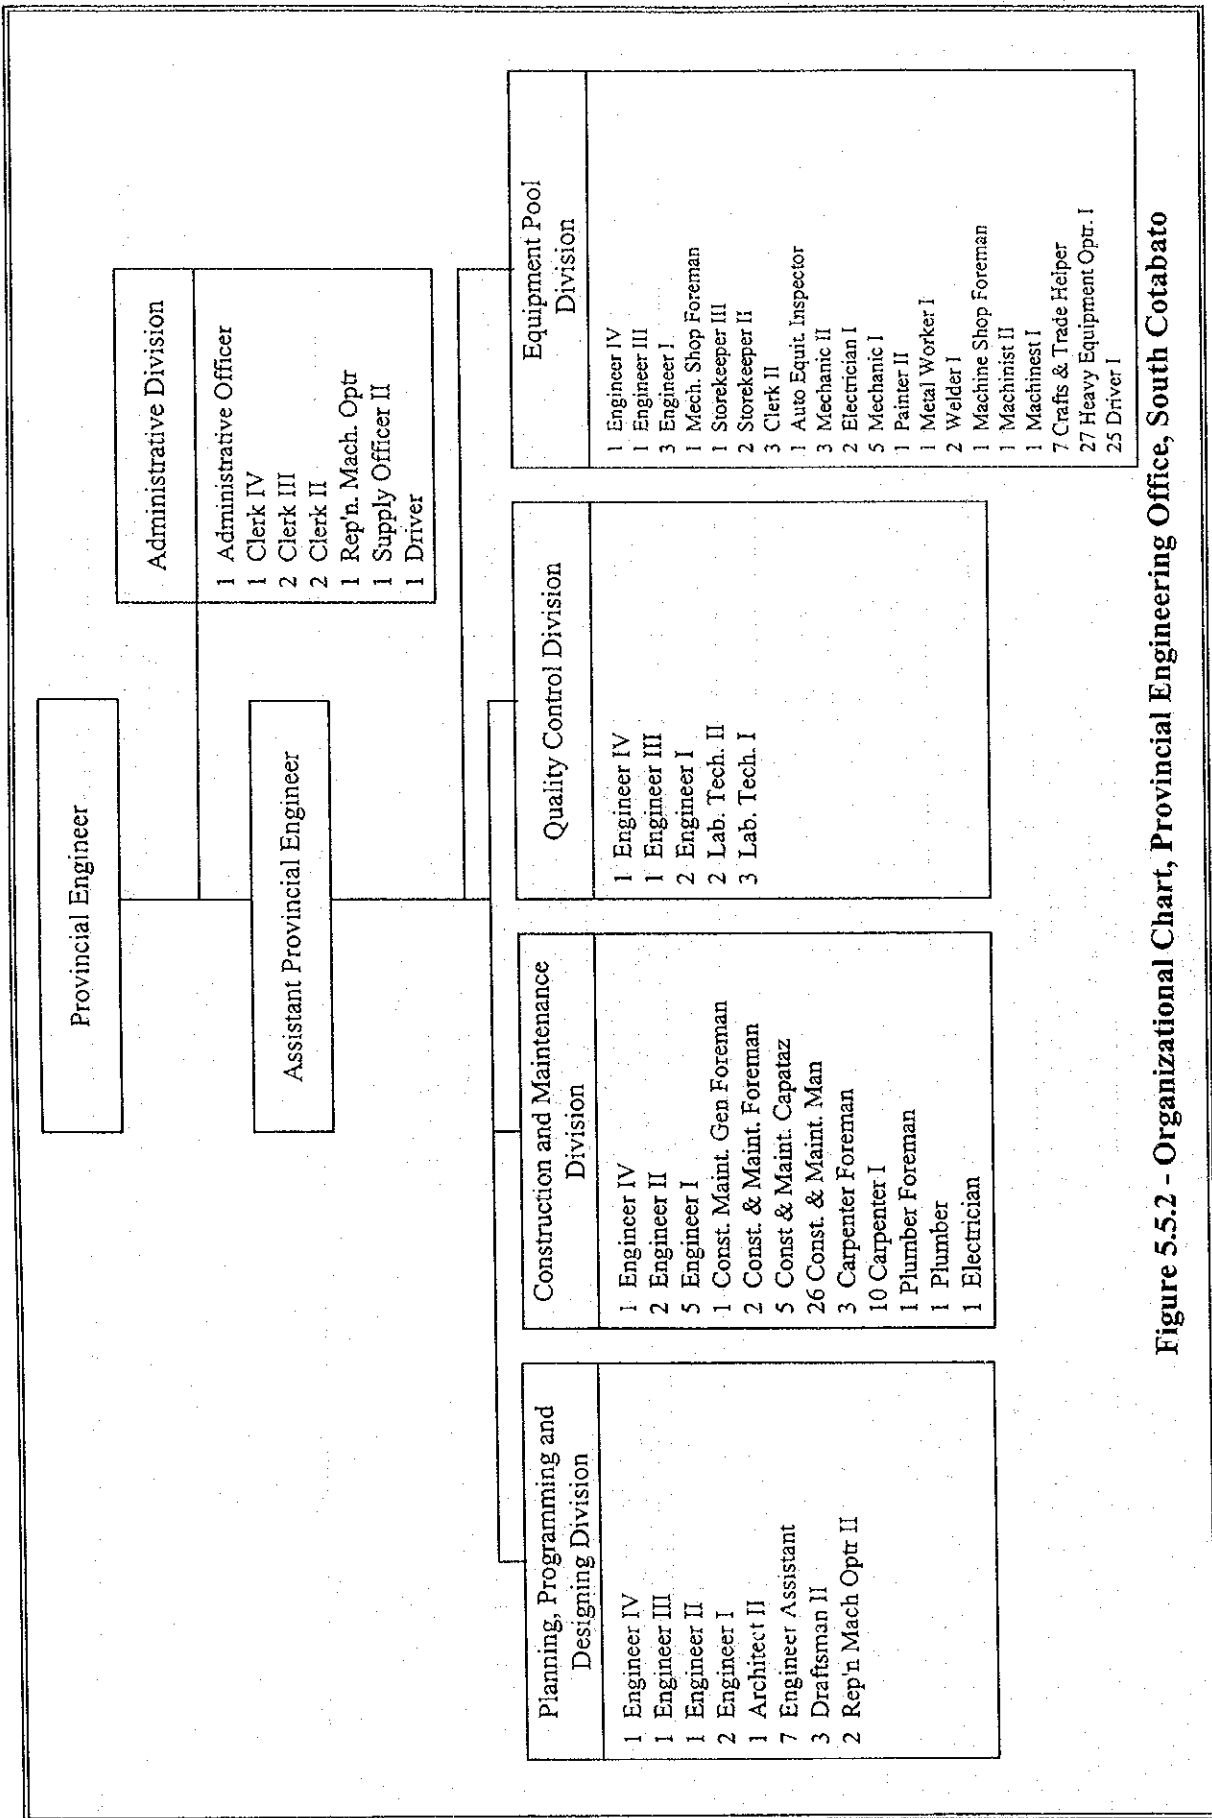 Provincial Engineer
Administrative Division
1 Administrative Officer
1 Clerk IV
2 Clerk III
2 Clerk II
1 Rep'n. Mach. Optr
1 Supply Officer II
1 Driver
Assistant Provincial Engineer
Planning, Programming and
Designing Division
1 Engineer IV
1 Engineer III
1 Engineer II
2 Engineer I
1 Architect II
7 Engineer Assistant
3 Draftsman II
2 Rep'n Mach Optr II
Construction and Maintenance
Division
1 Engineer IV
2 Engineer II
5 Engineer I
1 Const. Maint. Gen Foreman
2 Const. & Maint. Foreman
5 Const & Maint. Capataz
26 Const. & Maint. Man
3 Carpenter Foreman
10 Carpenter I
1 Plumber Foreman
1 Plumber
1 Electrician
Quality Control Division
1 Engineer IV
1 Engineer III
2 Engineer I
2 Lab. Tech. II
3 Lab. Tech. I
Equipment Pool
Division
1 Engineer IV
1 Engineer III
3 Engineer I
1 Mech. Shop Foreman
1 Storekeeper III
2 Storekeeper II
3 Clerk II
1 Auto Equit. Inspector
3 Mechanic II
2 Electrician I
5 Mechanic I
1 Painter II
1 Metal Worker I
2 Welder I
1 Machine Shop Foreman
1 Machinist II
1 Machinest I
7 Crafts & Trade Helper
27 Heavy Equipment Optr. I
25 Driver I
Figure 5.5.2 - Organizational Chart, Provincial Engineering Office, South Cotabato